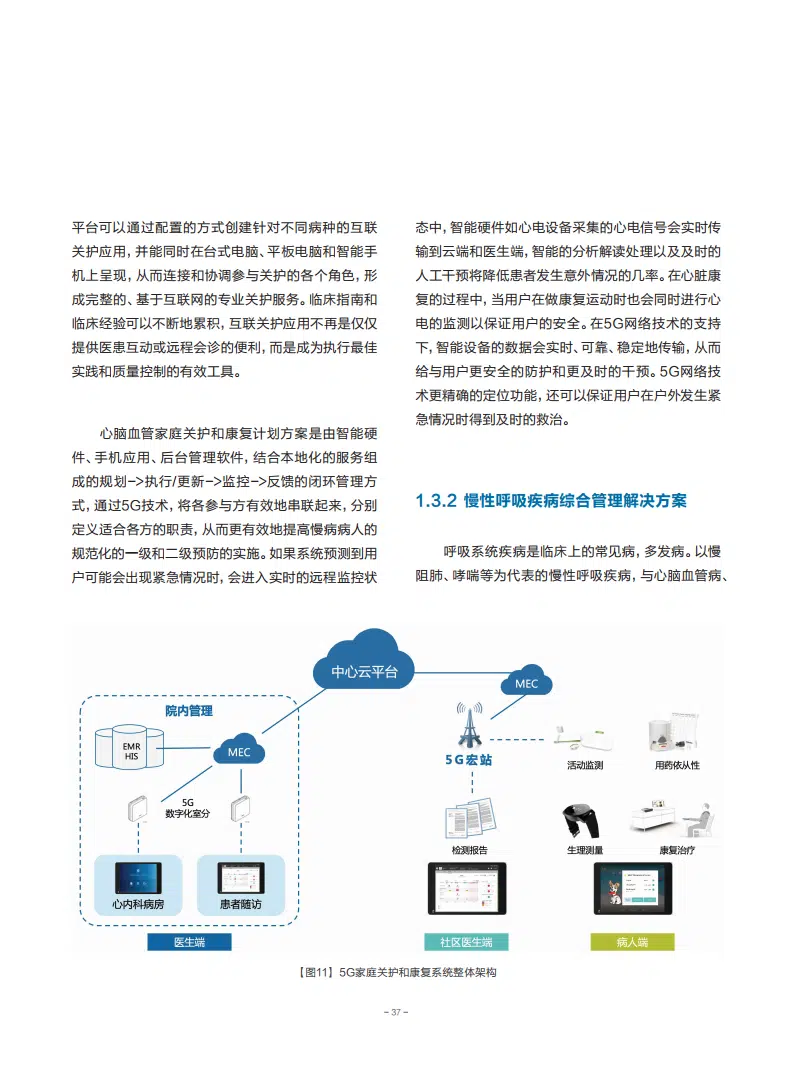 平台可以通过配置的方式创建针对不同病种的互联
关护应用，并能同时在台式电脑、平板电脑和智能手
机上呈现，从而连接和协调参与关护的各个角色，形
成完整的、基于互联网的专业关护服务。临床指南和
临床经验可以不断地累积，互联关护应用不再是仅仅
提供医患互动或远程会诊的便利，而是成为执行最佳
实践和质量控制的有效工具。
心脑血管家庭关护和康复计划方案是由智能硬
件、手机应用、后台管理软件，结合本地化的服务组
成的规划->执行/更新->监控->反馈的闭环管理方
式，通过5G技术，将各参与方有效地串联起来，分别
定义适合各方的职责，从而更有效地提高慢病病人的
规范化的一级和二级预防的实施。如果系统预测到用
户可能会出现紧急情况时，会进入实时的远程监控状
态中，智能硬件如心电设备采集的心电信号会实时传
输到云端和医生端，智能的分析解读处理以及及时的
人工干预将降低患者发生意外情况的几率。在心脏康
复的过程中，当用户在做康复运动时也会同时进行心
电的监测以保证用户的安全。在5G网络技术的支持
下，智能设备的数据会实时、可靠、稳定地传输，从而
给与用户更安全的防护和更及时的干预。5G网络技
术更精确的定位功能，还可以保证用户在户外发生紧
急情况时得到及时的救治。
1.3.2 慢性呼吸疾病综合管理解决方案
呼吸系统疾病是临床上的常见病，多发病。以慢
阻肺、哮喘等为代表的慢性呼吸疾病，与心脑血管病、
中心云平台
MEC
院内管理
EMR
HIS
MEC
5G
数字化室分
心内科病房
患者随访
医生端
5G宏站
检测报告
社区医生端
活动监测
用药依从性
生理测量
康复治疗
病人端
【图11】5G家庭关护和康复系统整体架构
- 37 -